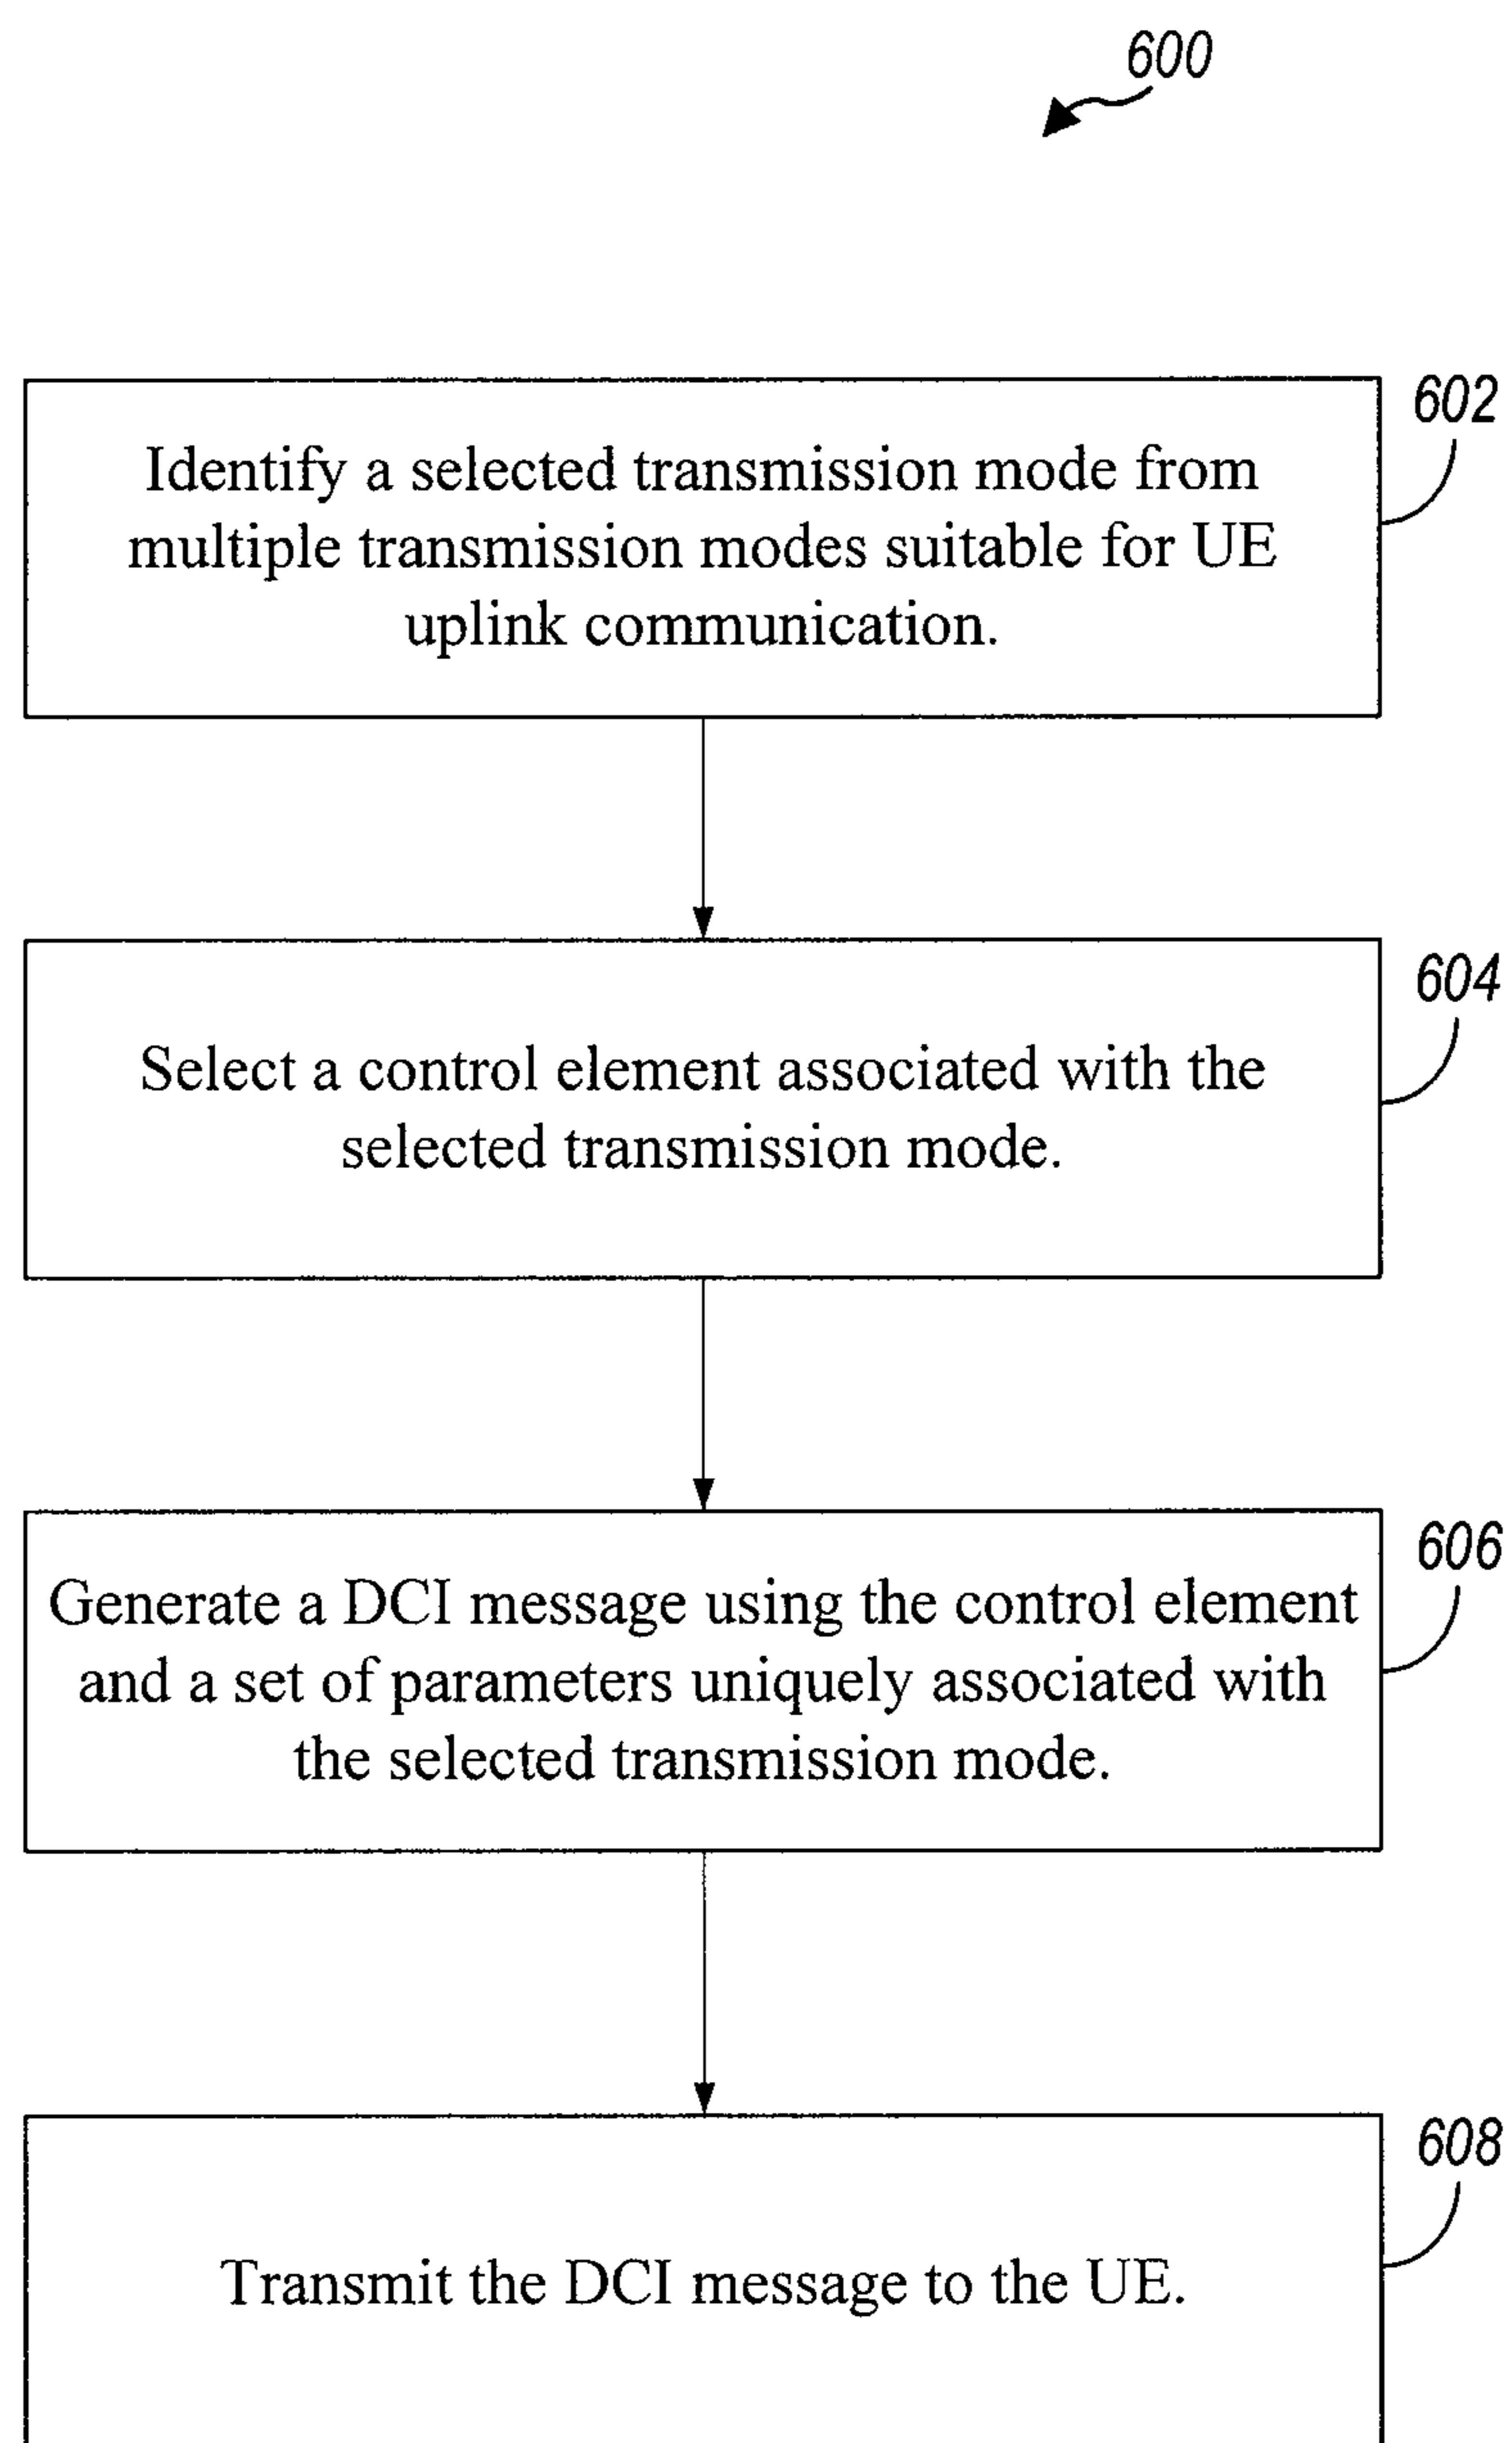 600
602
Identify a selected transmission mode from
multiple transmission modes suitable for UE
uplink communication.
604
Select a control element associated with the
selected transmission mode.
606
Generate a DCI message using the control element
and a set of parameters uniquely associated with
the selected transmission mode.
608
Transmit the DCI message to the UE.